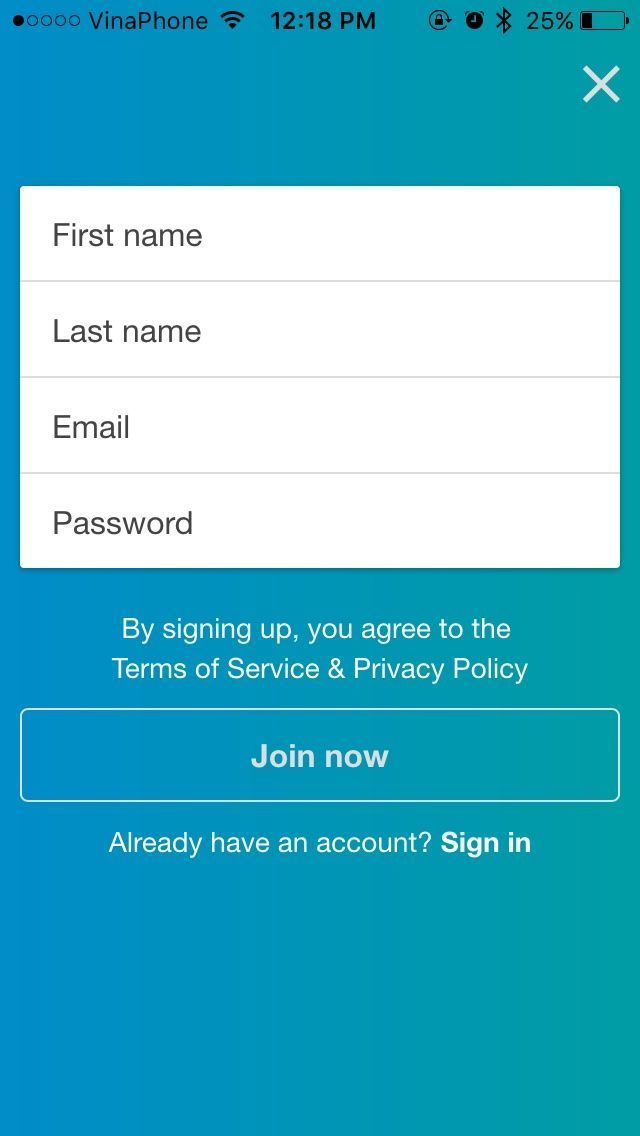 VinaPhone 12:18 PM 25%
First name
Last name
Email
Password
By signing up, you agree to the
Terms of Service & Privacy Policy
Join now
Already have an account? Sign in